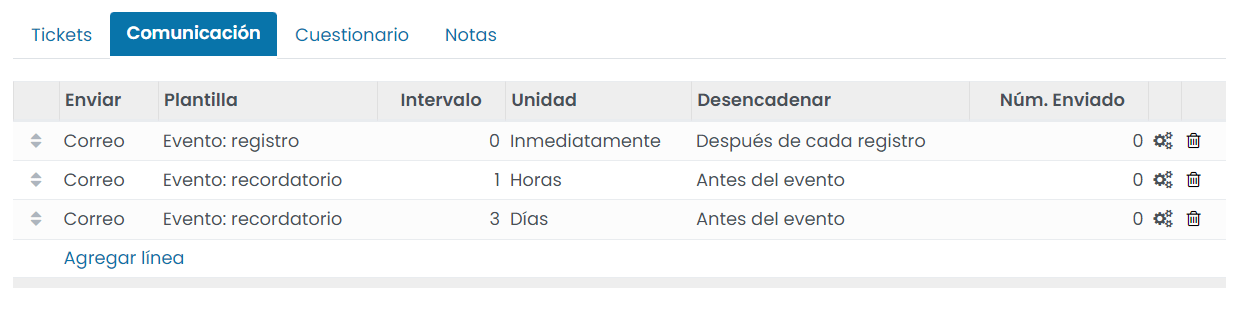 Tickets Comunicación Cuestionario Notas
Enviar Plantilla Intervalo Unidad Desencadenar Núm. Enviado
Correo Evento: registro 0 Inmediatamente Después de cada registro 0
Correo Evento: recordatorio 1 Horas Antes del evento 0
Correo Evento: recordatorio 3 Días Antes del evento 0
Agregar línea